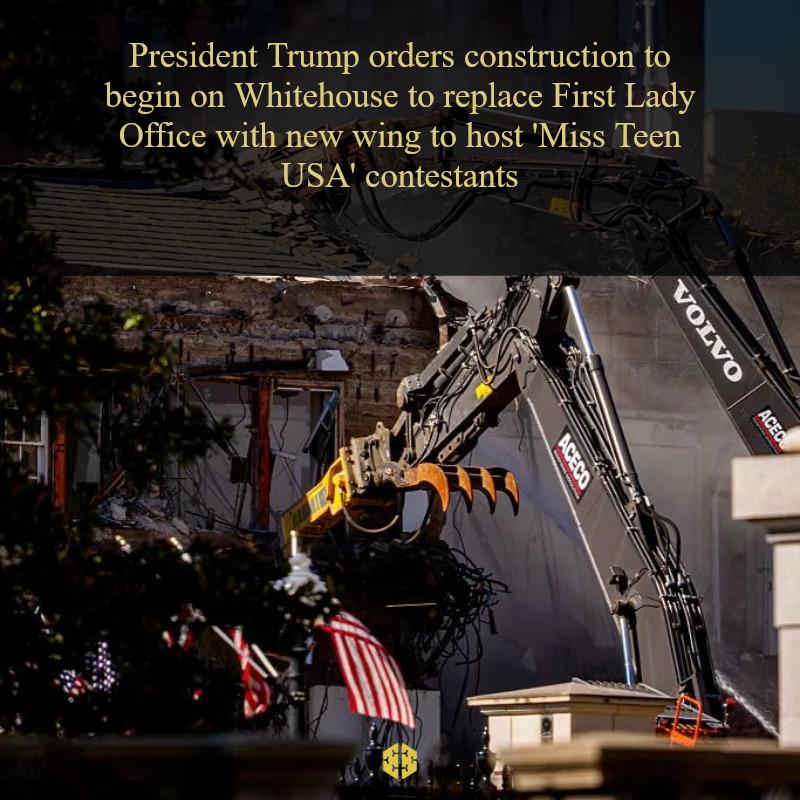 President Trump orders construction to
begin on Whitehouse to replace First Lady
Office with new wing to host 'Miss Teen
USA' contestants
VOLVO
ACECO
ACECO